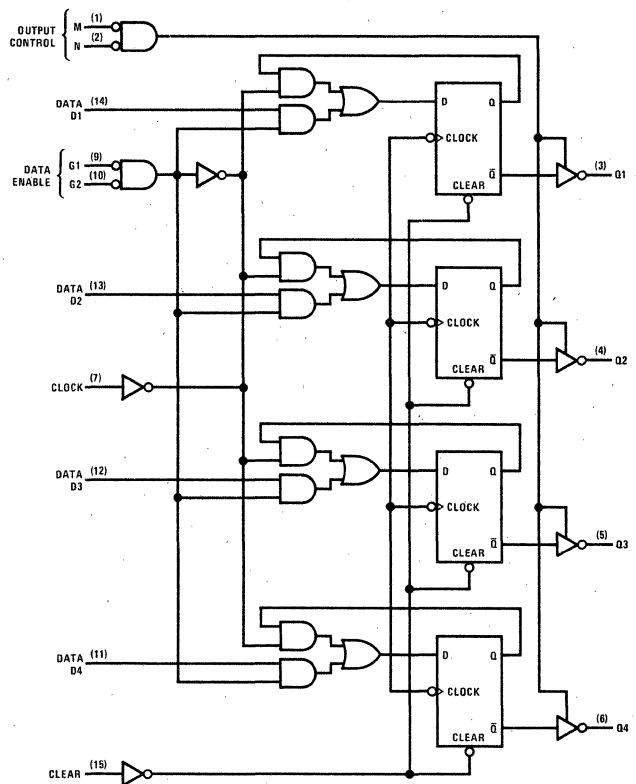 OUTPUT
CONTROL
M (1)
N (2)
DATA (14)
D1
D Q
CLOCK
Q̅
CLEAR
(3)
Q1
DATA
ENABLE
G1 (9)
G2 (10)
DATA (13)
D2
D Q
CLOCK
Q̅
CLEAR
(4)
Q2
CLOCK (7)
DATA (12)
D3
D Q
CLOCK
Q̅
CLEAR
(5)
Q3
DATA (11)
D4
D Q
CLOCK
Q̅
CLEAR
(6)
Q4
CLEAR (15)